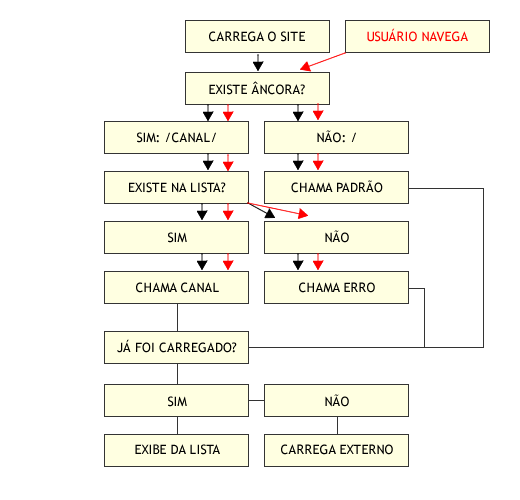 CARREGA O SITE
USUÁRIO NAVEGA
EXISTE ÂNCORA?
SIM: /CANAL/
NÃO: /
EXISTE NA LISTA?
CHAMA PADRÃO
SIM
NÃO
CHAMA CANAL
CHAMA ERRO
JÁ FOI CARREGADO?
SIM
NÃO
EXIBE DA LISTA
CARREGA EXTERNO